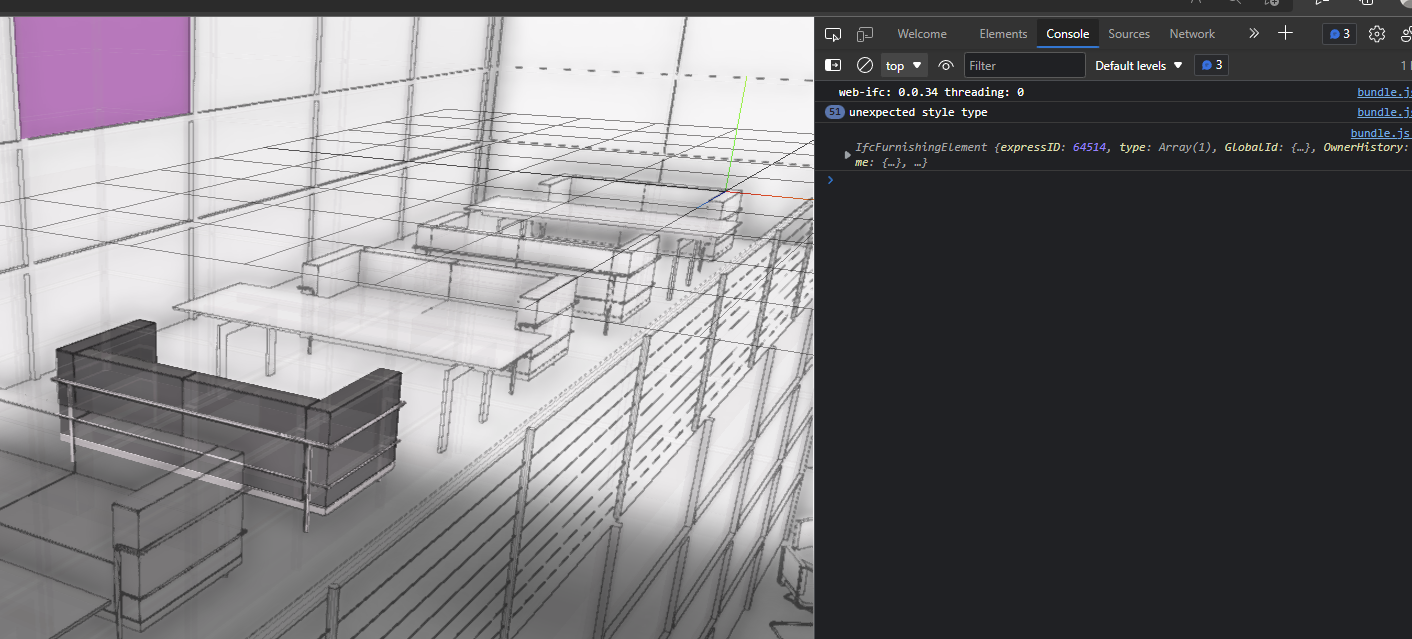 Welcome Elements Console Sources Network 3
top Filter Default levels 3 1
web-ifc: 0.0.34 threading: 0 bundle.js
51 unexpected style type bundle.js
bundle.js
IfcFurnishingElement {expressID: 64514, type: Array(1), GlobalId: {…}, OwnerHistory:
me: {…}, …}